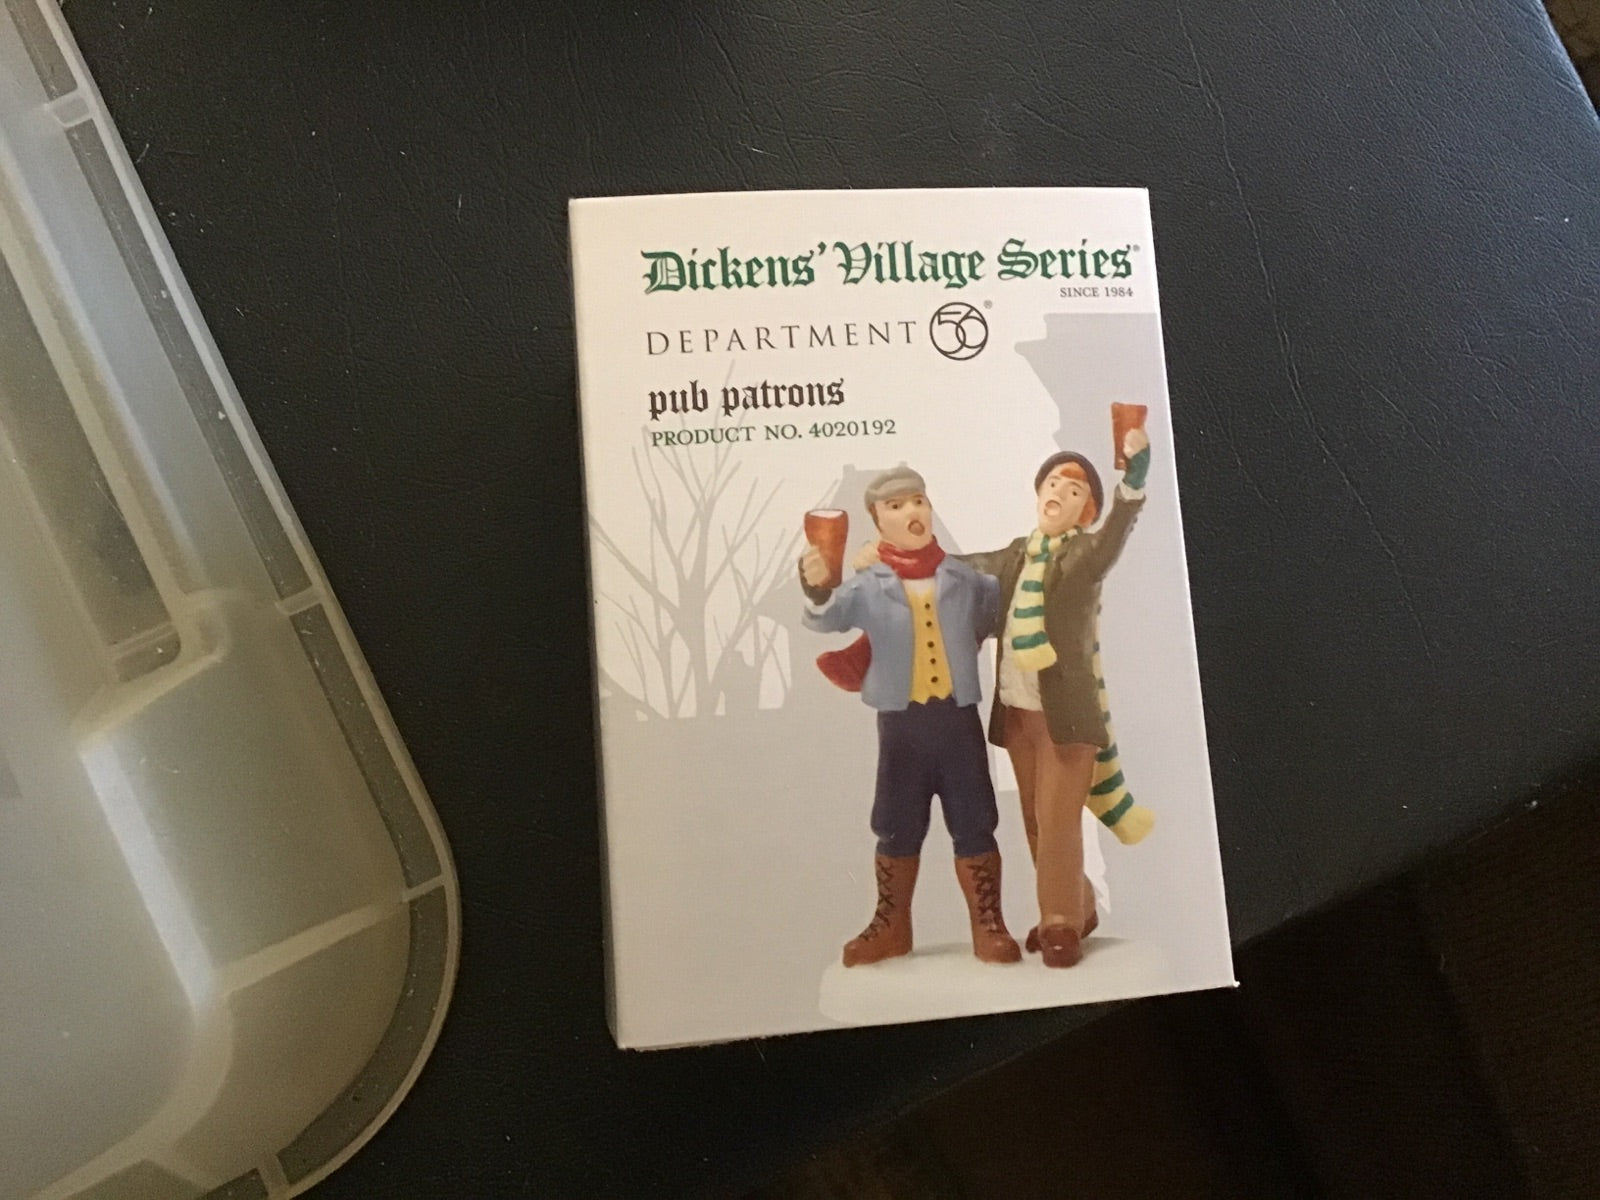 Dickens' Village Series®
SINCE 1984
DEPARTMENT 56®
pub patrons
PRODUCT NO. 4020192